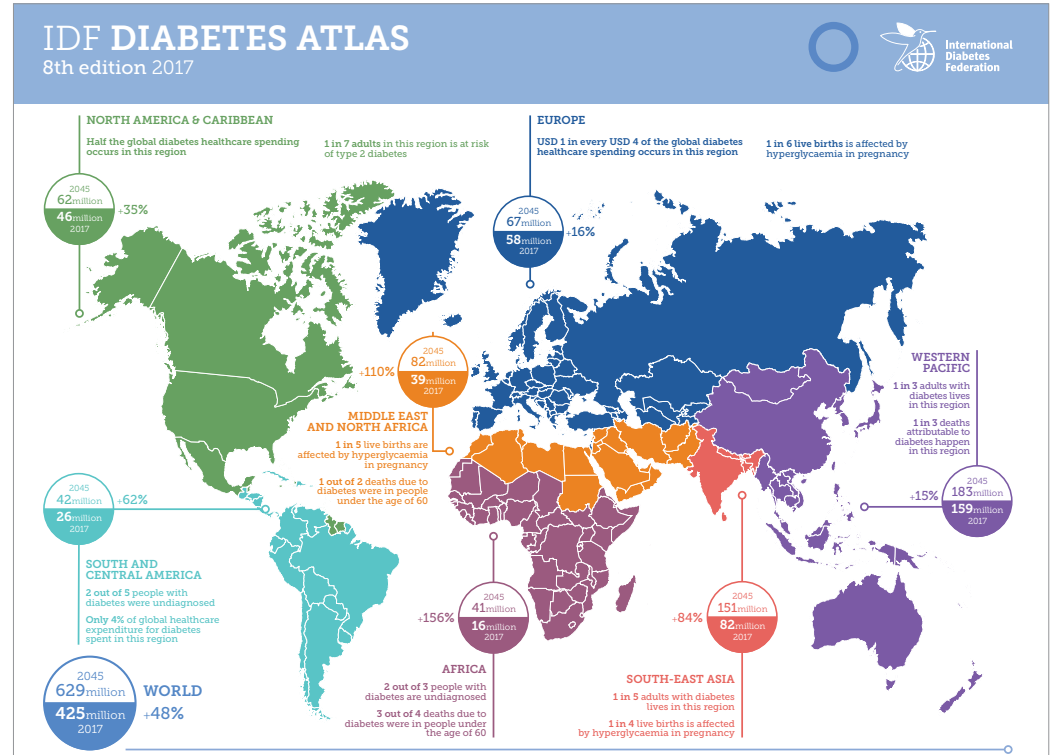 IDF DIABETES ATLAS
8th edition 2017
International
Diabetes
Federation
NORTH AMERICA & CARIBBEAN
Half the global diabetes healthcare spending
occurs in this region
1 in 7 adults in this region is at risk
of type 2 diabetes
2045
62million
46million
2017
+35%
EUROPE
USD 1 in every USD 4 of the global diabetes
healthcare spending occurs in this region
1 in 6 live births is affected by
hyperglycaemia in pregnancy
2045
67million
58million
2017
+16%
2045
82million
39million
2017
+110%
MIDDLE EAST
AND NORTH AFRICA
1 in 5 live births are
affected by hyperglycaemia
in pregnancy
1 out of 2 deaths due to
diabetes were in people
under the age of 60
WESTERN
PACIFIC
1 in 3 adults with
diabetes lives
in this region
1 in 3 deaths
attributable to
diabetes happen
in this region
+15%
2045
183million
159million
2017
2045
42million
26million
2017
+62%
SOUTH AND
CENTRAL AMERICA
2 out of 5 people with
diabetes were undiagnosed
Only 4% of global healthcare
expenditure for diabetes
spent in this region
+156%
2045
41million
16million
2017
AFRICA
2 out of 3 people with
diabetes are undiagnosed
3 out of 4 deaths due to
diabetes were in people under
the age of 60
+84%
2045
151million
82million
2017
SOUTH-EAST ASIA
1 in 5 adults with diabetes
lives in this region
1 in 4 live births is affected
by hyperglycaemia in pregnancy
2045
629million
425million
2017
WORLD
+48%